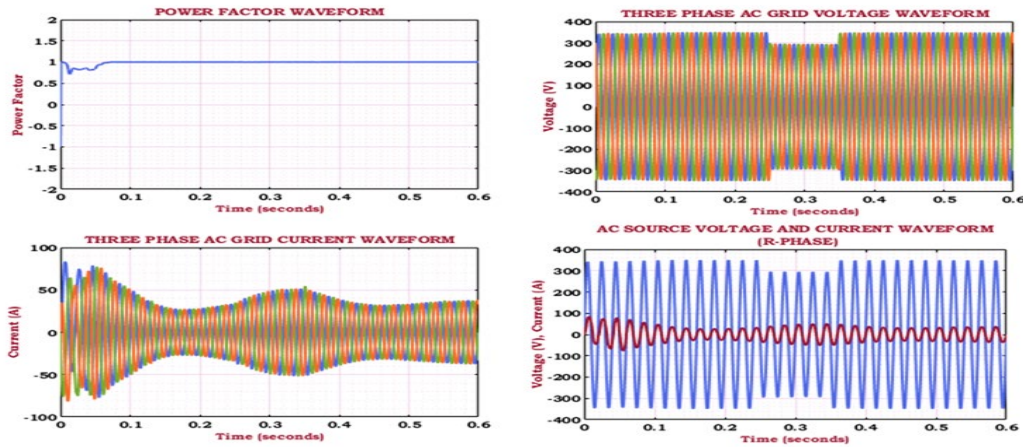 POWER FACTOR WAVEFORM
Power Factor
2
1.5
1
0.5
0
-0.5
-1
-1.5
-2
0 0.1 0.2 0.3 0.4 0.5 0.6
Time (seconds)
THREE PHASE AC GRID VOLTAGE WAVEFORM
Voltage (V)
400
300
200
100
0
-100
-200
-300
-400
0 0.1 0.2 0.3 0.4 0.5 0.6
Time (seconds)
THREE PHASE AC GRID CURRENT WAVEFORM
Current (A)
100
50
0
-50
-100
0 0.1 0.2 0.3 0.4 0.5 0.6
Time (seconds)
AC SOURCE VOLTAGE AND CURRENT WAVEFORM
(R-PHASE)
Voltage (V), Current (A)
400
300
200
100
0
-100
-200
-300
-400
0 0.1 0.2 0.3 0.4 0.5 0.6
Time (seconds)